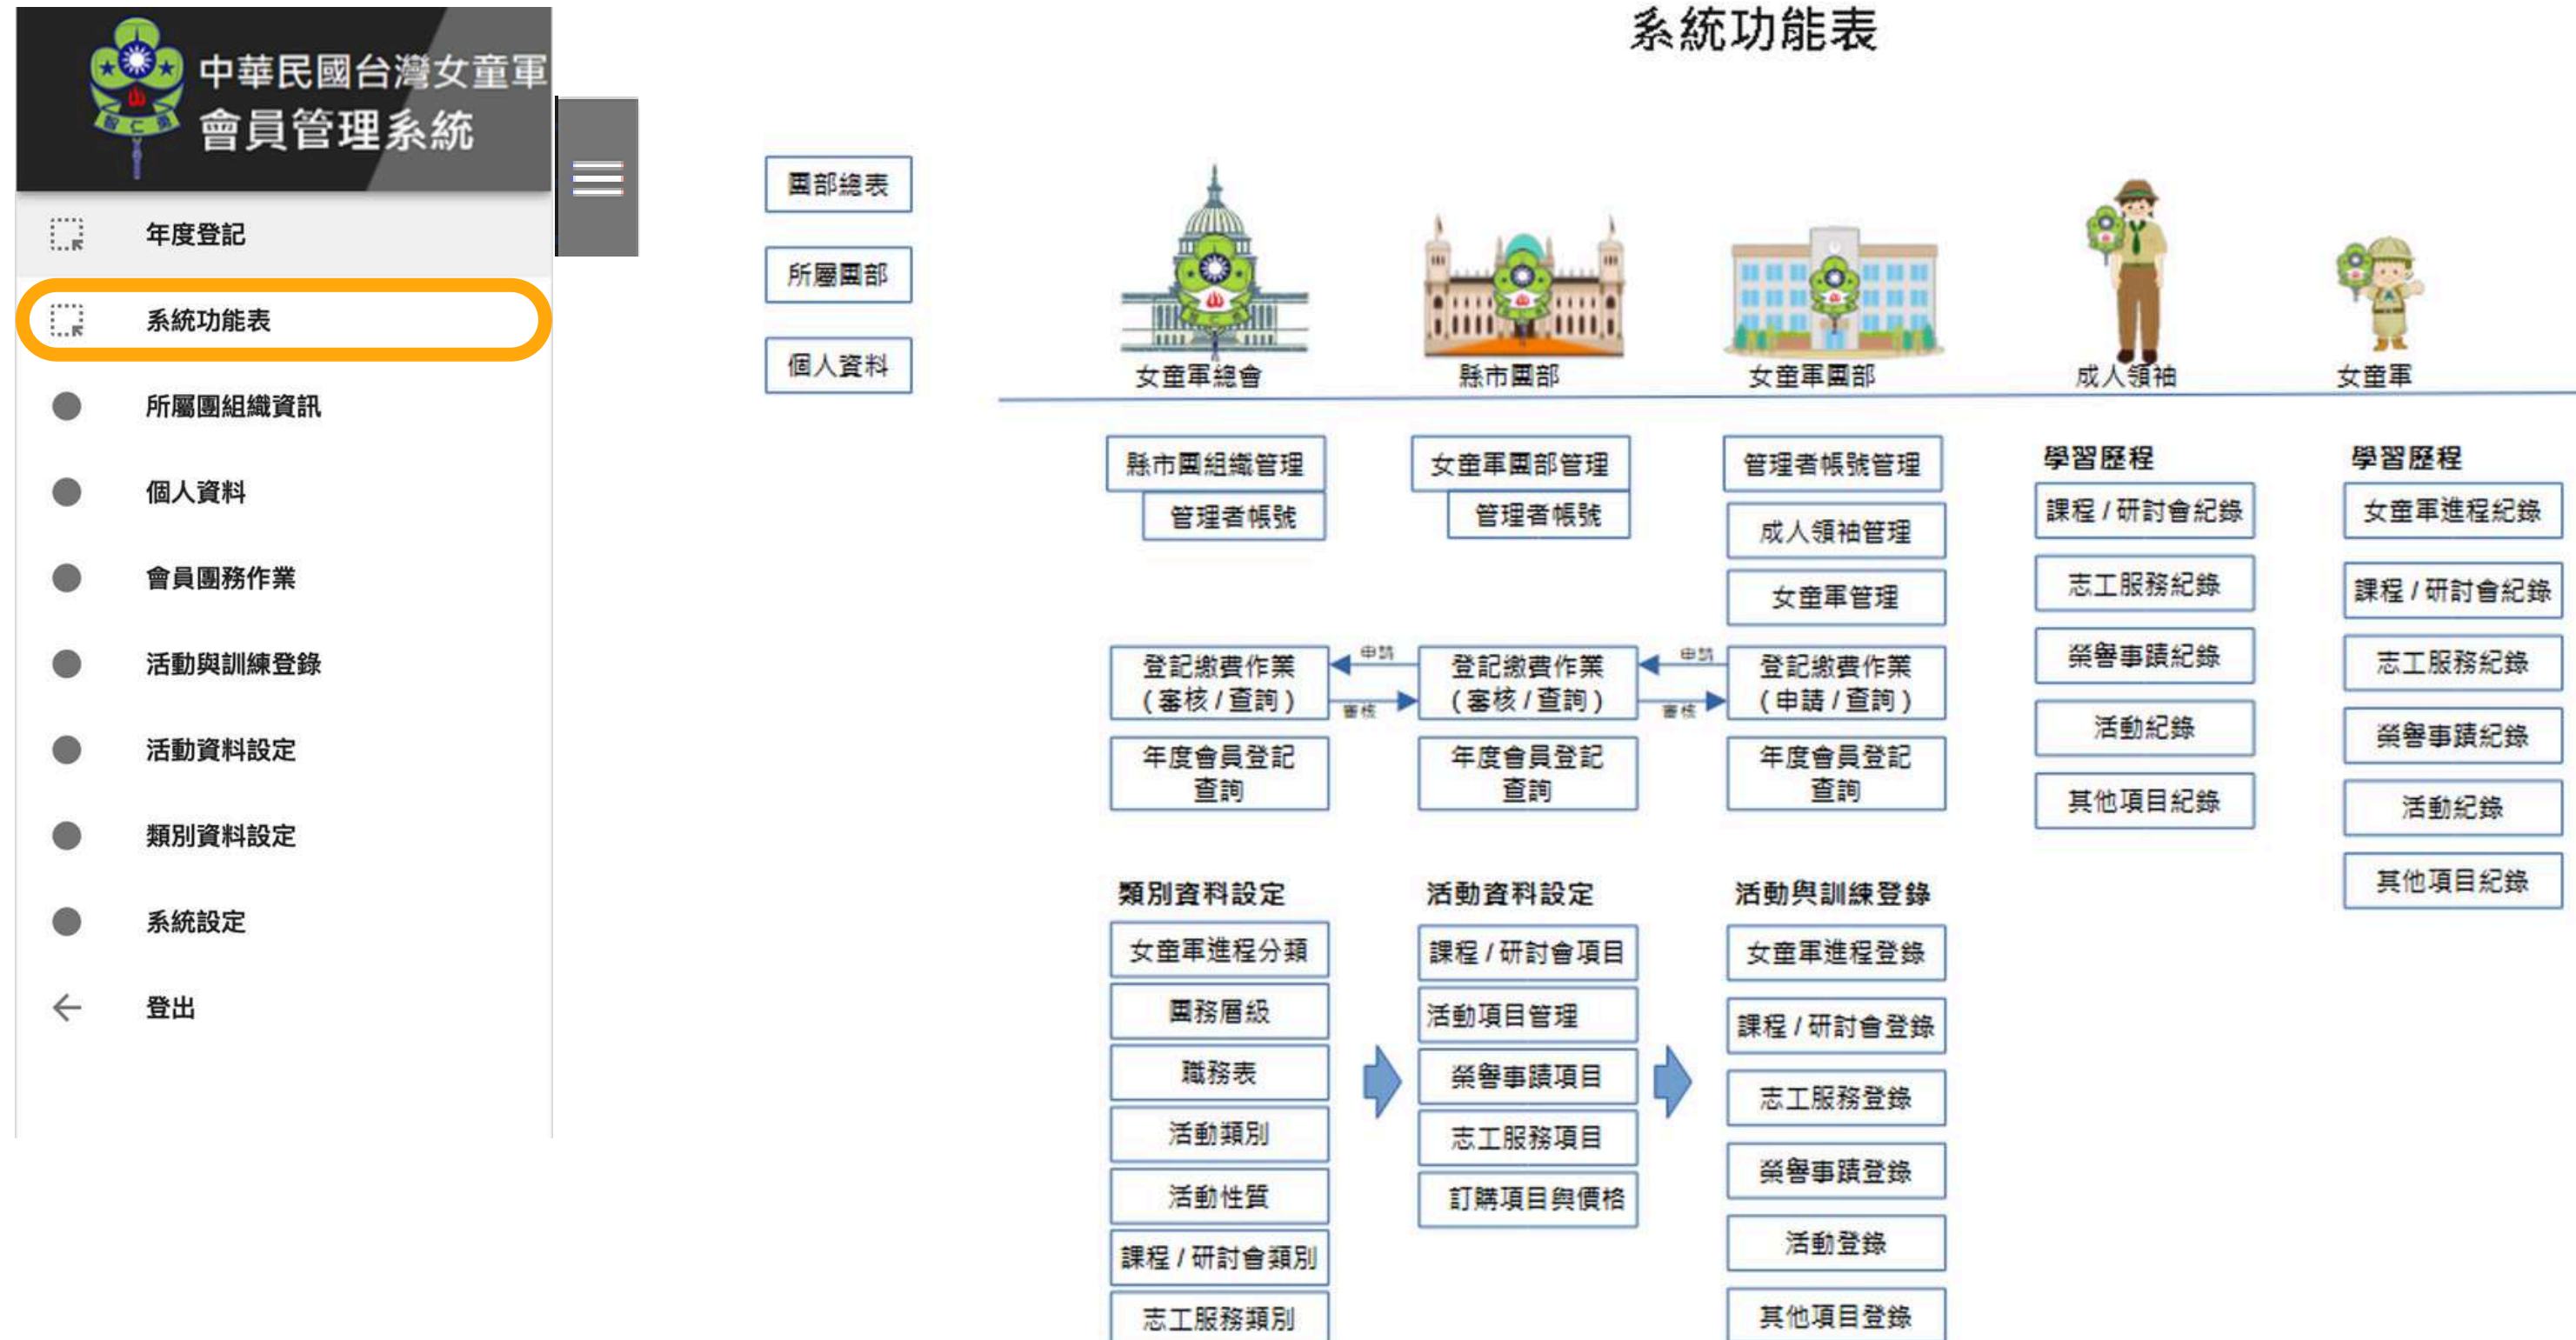 中華民國台灣女童軍
會員管理系統
智仁勇
年度登記
系統功能表
所屬團組織資訊
個人資料
會員團務作業
活動與訓練登錄
活動資料設定
類別資料設定
系統設定
登出
系統功能表
團部總表
所屬團部
個人資料
女童軍總會
縣市團部
女童軍團部
成人領袖
女童軍
縣市團組織管理
管理者帳號
登記繳費作業
(審核 / 查詢)
年度會員登記
查詢
申請
審核
女童軍團部管理
管理者帳號
登記繳費作業
(審核 / 查詢)
年度會員登記
查詢
申請
審核
管理者帳號管理
成人領袖管理
女童軍管理
登記繳費作業
(申請 / 查詢)
年度會員登記
查詢
學習歷程
課程 / 研討會紀錄
志工服務紀錄
榮譽事蹟紀錄
活動紀錄
其他項目紀錄
學習歷程
女童軍進程紀錄
課程 / 研討會紀錄
志工服務紀錄
榮譽事蹟紀錄
活動紀錄
其他項目紀錄
類別資料設定
女童軍進程分類
團務層級
職務表
活動類別
活動性質
課程 / 研討會類別
志工服務類別
活動資料設定
課程 / 研討會項目
活動項目管理
榮譽事蹟項目
志工服務項目
訂購項目與價格
活動與訓練登錄
女童軍進程登錄
課程 / 研討會登錄
志工服務登錄
榮譽事蹟登錄
活動登錄
其他項目登錄